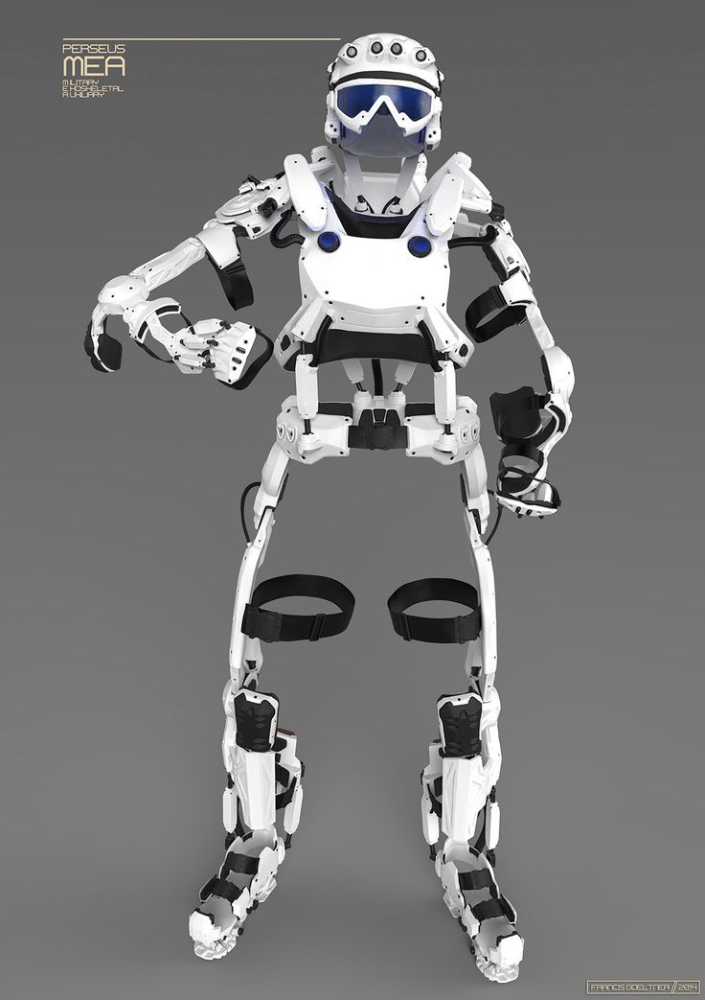 PERSEUS
MEA
MILITARY
EXOSKELETAL
AUXILIARY
FRANCIS GOELTNER // 2014